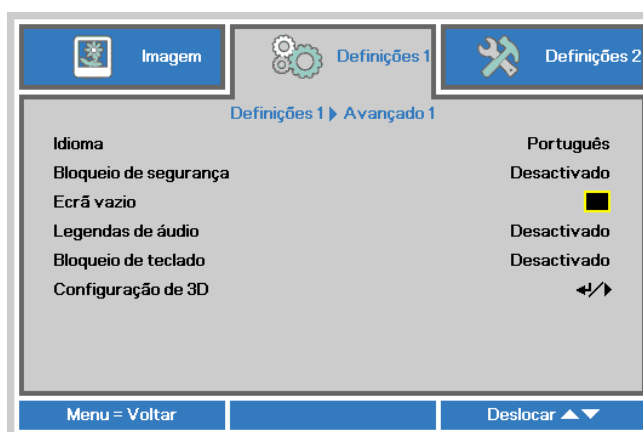 Imagem Definições 1 Definições 2
Definições 1 Avançado 1
Idioma Português
Bloqueio de segurança Desactivado
Ecrã vazio
Legendas de áudio Desactivado
Bloqueio de teclado Desactivado
Configuração de 3D ↵/▶
Menu = Voltar Deslocar ▲▼